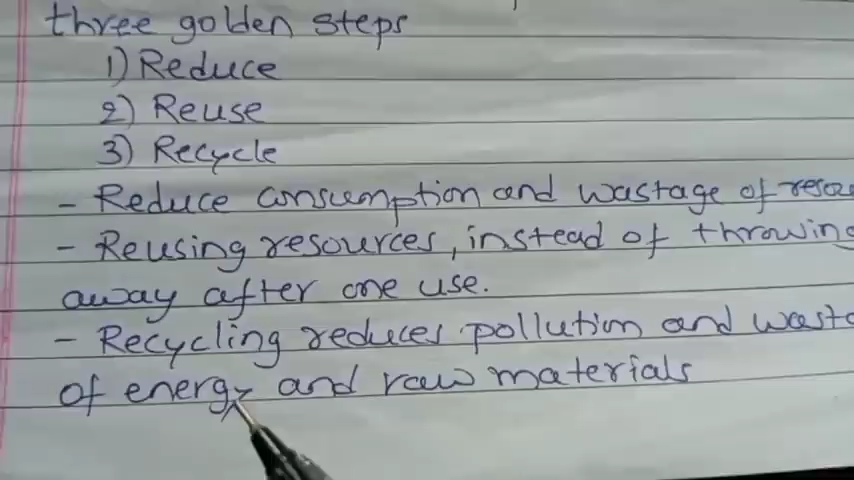 three golden steps
1) Reduce
2) Reuse
3) Recycle
- Reduce consumption and wastage of
- Reusing resources, instead of throwing
away after one use.
- Recycling reduces pollution and
of energy and raw materials